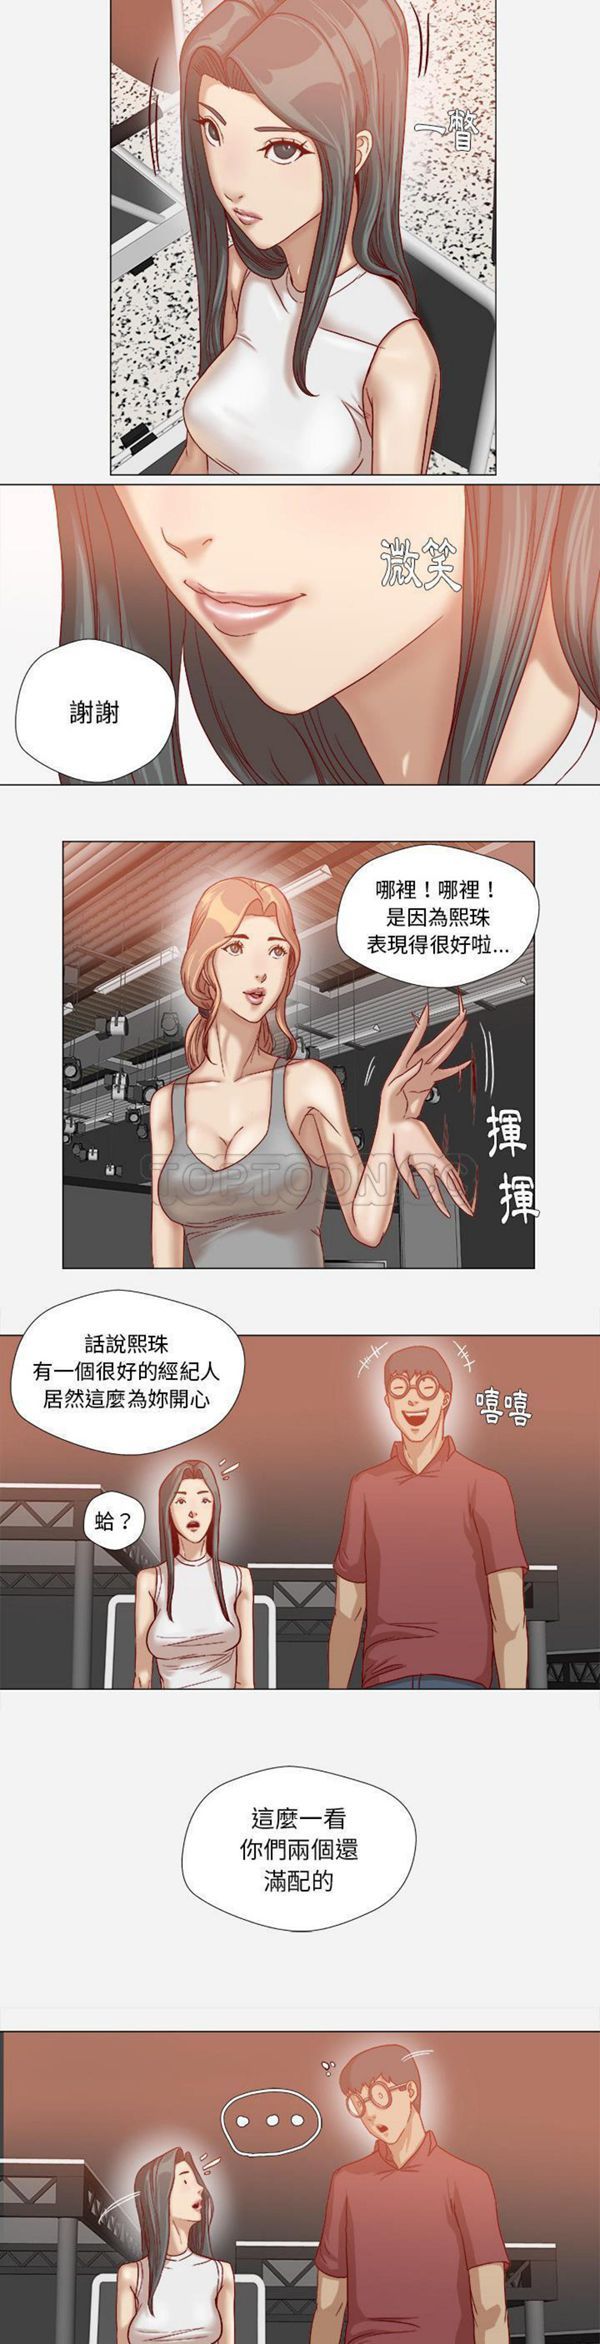 一瞥
微笑
謝謝
哪裡！哪裡！
是因為熙珠
表現得很好啦...
揮
揮
TOPTOON.CC
話說熙珠
有一個很好的經紀人
居然這麼為妳開心
嘻嘻
蛤？
這麼一看
你們兩個還
滿配的
...